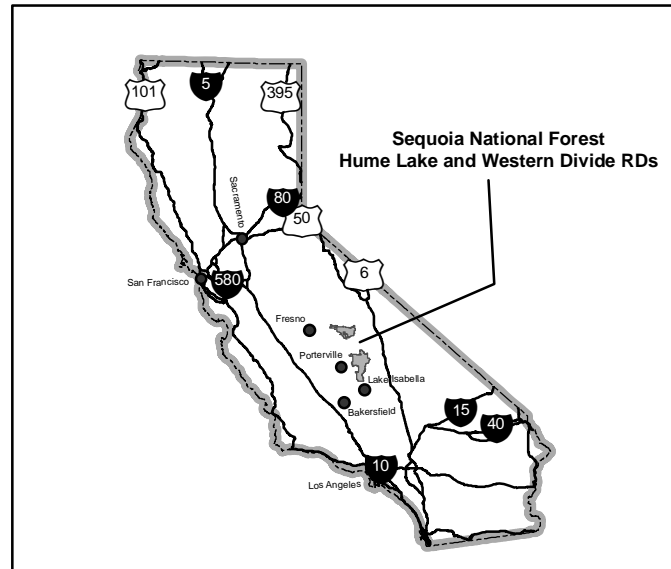 5
101
395
Sequoia National Forest
Hume Lake and Western Divide RDs
Sacramento
80
50
6
San Francisco
580
Fresno
Porterville
Lake Isabella
Bakersfield
15
40
10
Los Angeles